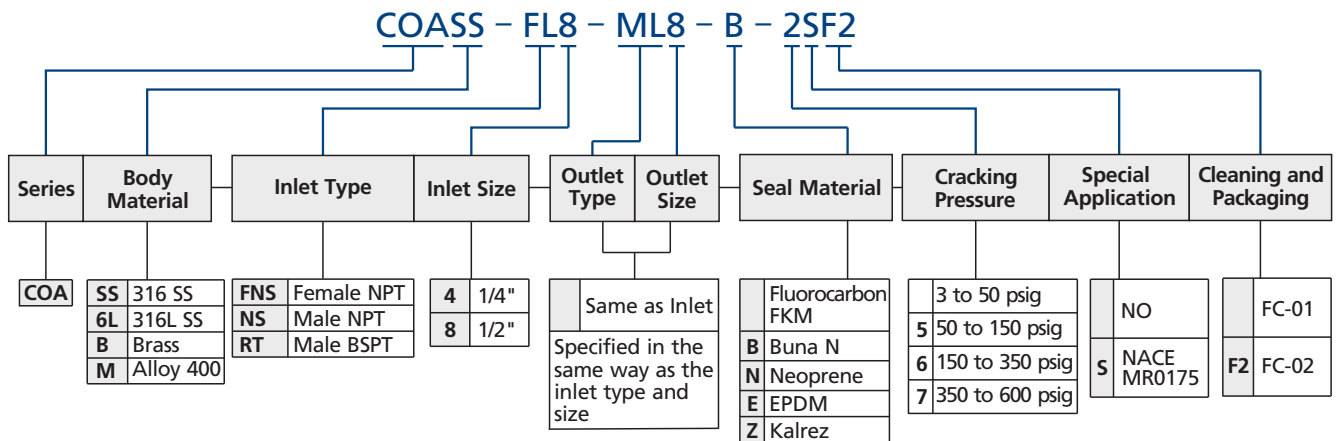 COASS – FL8 – ML8 – B – 2SF2
Series
Body
Material
Inlet Type
Inlet Size
Outlet
Type
Outlet
Size
Seal Material
Cracking
Pressure
Special
Application
Cleaning and
Packaging
COA
SS 316 SS
6L 316L SS
B Brass
M Alloy 400
FNS Female NPT
NS Male NPT
RT Male BSPT
4 1/4"
8 1/2"
Same as Inlet
Specified in the
same way as the
inlet type and
size
Fluorocarbon
FKM
B Buna N
N Neoprene
E EPDM
Z Kalrez
3 to 50 psig
5 50 to 150 psig
6 150 to 350 psig
7 350 to 600 psig
NO
S NACE
MR0175
FC-01
F2 FC-02